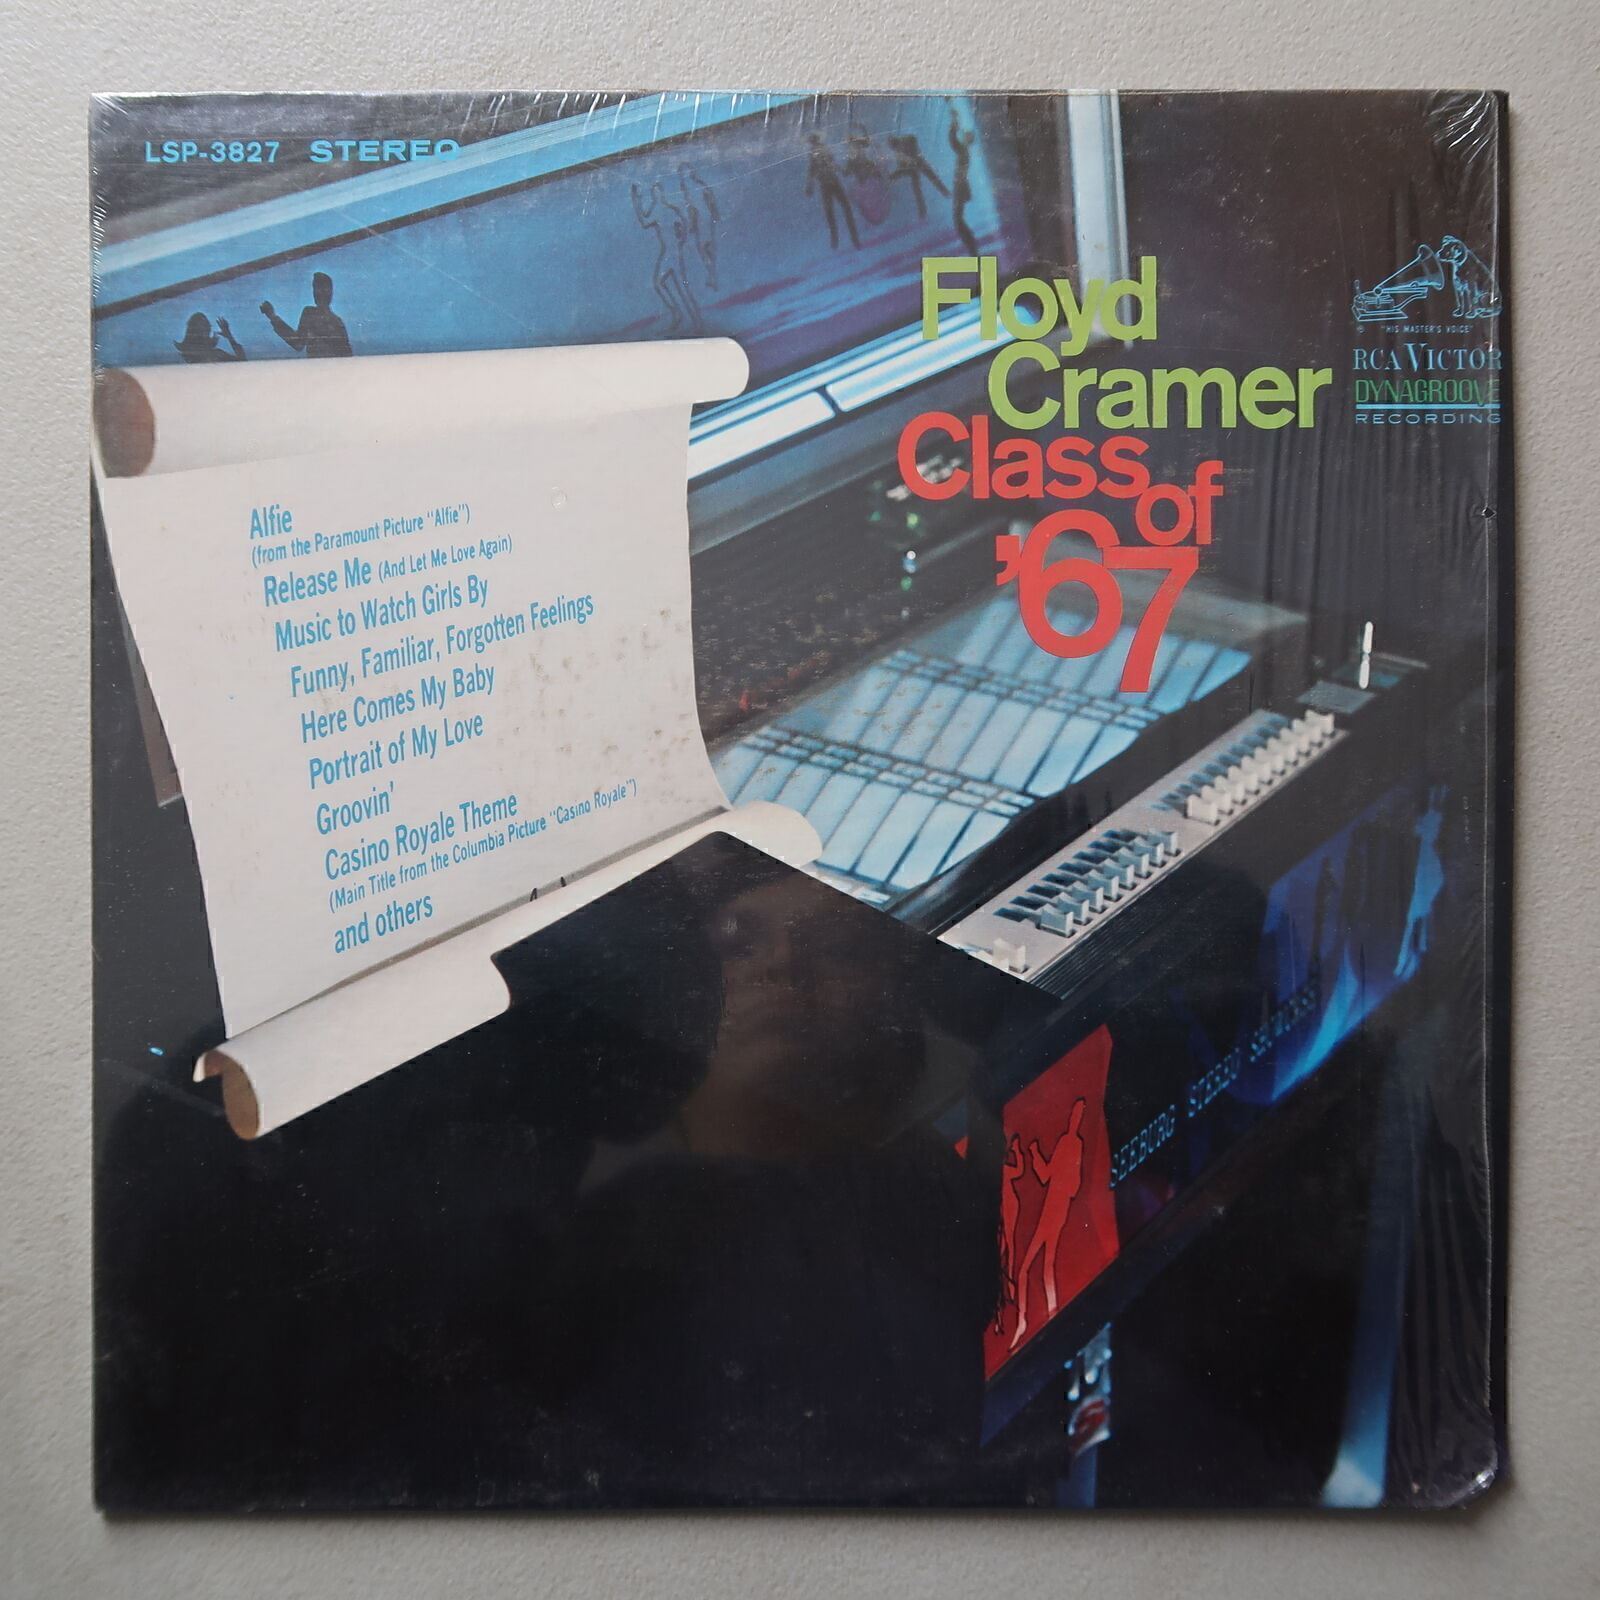 LSP-3827 STEREO
Floyd
Cramer
Class of
'67
"HIS MASTER'S VOICE"
RCA VICTOR
DYNAGROOVE
RECORDING
Alfie
(from the Paramount Picture "Alfie")
Release Me (And Let Me Love Again)
Music to Watch Girls By
Funny, Familiar, Forgotten Feelings
Here Comes My Baby
Portrait of My Love
Groovin'
Casino Royale Theme
(Main Title from the Columbia Picture "Casino Royale")
and others
SEEBURG STEREO SHOWCASE